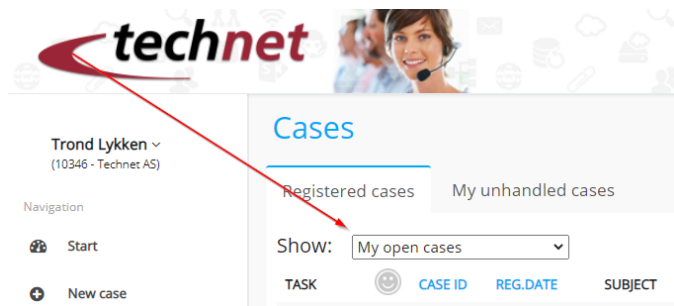 technet
Trond Lykken
(10346 - Technet AS)
Navigation
Start
New case
Cases
Registered cases
My unhandled cases
Show: My open cases
TASK CASE ID REG.DATE SUBJECT